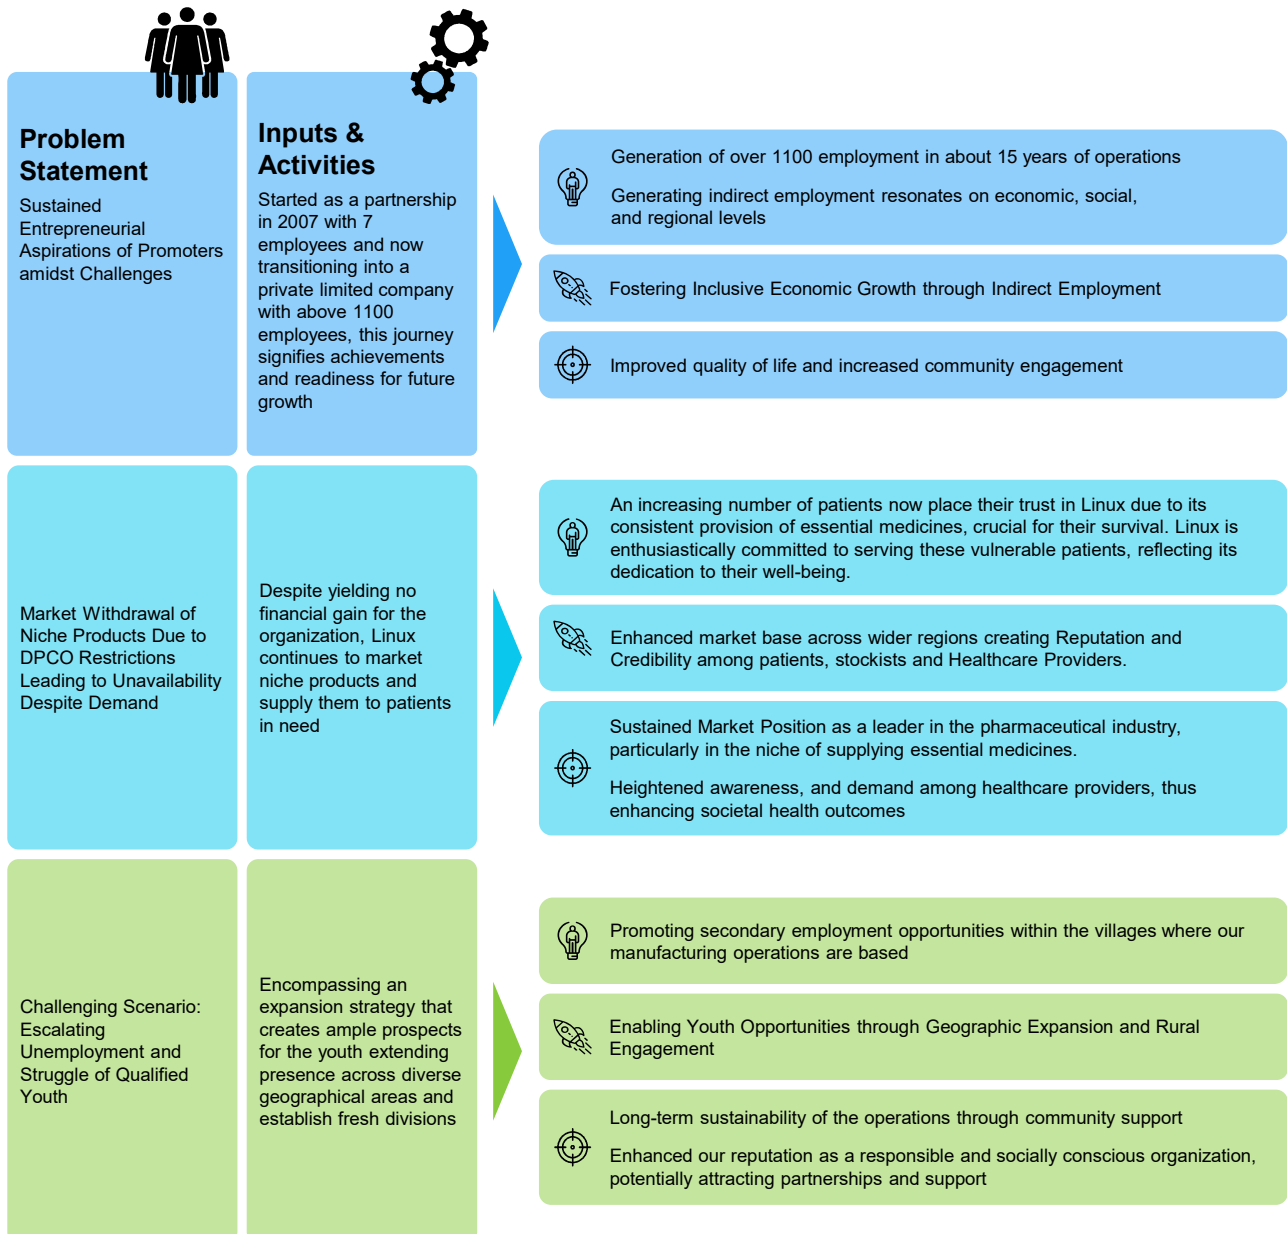 Problem
Statement
Sustained
Entrepreneurial
Aspirations of Promoters
amidst Challenges
Inputs &
Activities
Started as a partnership
in 2007 with 7
employees and now
transitioning into a
private limited company
with above 1100
employees, this journey
signifies achievements
and readiness for future
growth
Generation of over 1100 employment in about 15 years of operations
Generating indirect employment resonates on economic, social,
and regional levels
Fostering Inclusive Economic Growth through Indirect Employment
Improved quality of life and increased community engagement
Market Withdrawal of
Niche Products Due to
DPCO Restrictions
Leading to Unavailability
Despite Demand
Despite yielding no
financial gain for the
organization, Linux
continues to market
niche products and
supply them to patients
in need
An increasing number of patients now place their trust in Linux due to its
consistent provision of essential medicines, crucial for their survival. Linux is
enthusiastically committed to serving these vulnerable patients, reflecting its
dedication to their well-being.
Enhanced market base across wider regions creating Reputation and
Credibility among patients, stockists and Healthcare Providers.
Sustained Market Position as a leader in the pharmaceutical industry,
particularly in the niche of supplying essential medicines.
Heightened awareness, and demand among healthcare providers, thus
enhancing societal health outcomes
Challenging Scenario:
Escalating
Unemployment and
Struggle of Qualified
Youth
Encompassing an
expansion strategy that
creates ample prospects
for the youth extending
presence across diverse
geographical areas and
establish fresh divisions
Promoting secondary employment opportunities within the villages where our
manufacturing operations are based
Enabling Youth Opportunities through Geographic Expansion and Rural
Engagement
Long-term sustainability of the operations through community support
Enhanced our reputation as a responsible and socially conscious organization,
potentially attracting partnerships and support